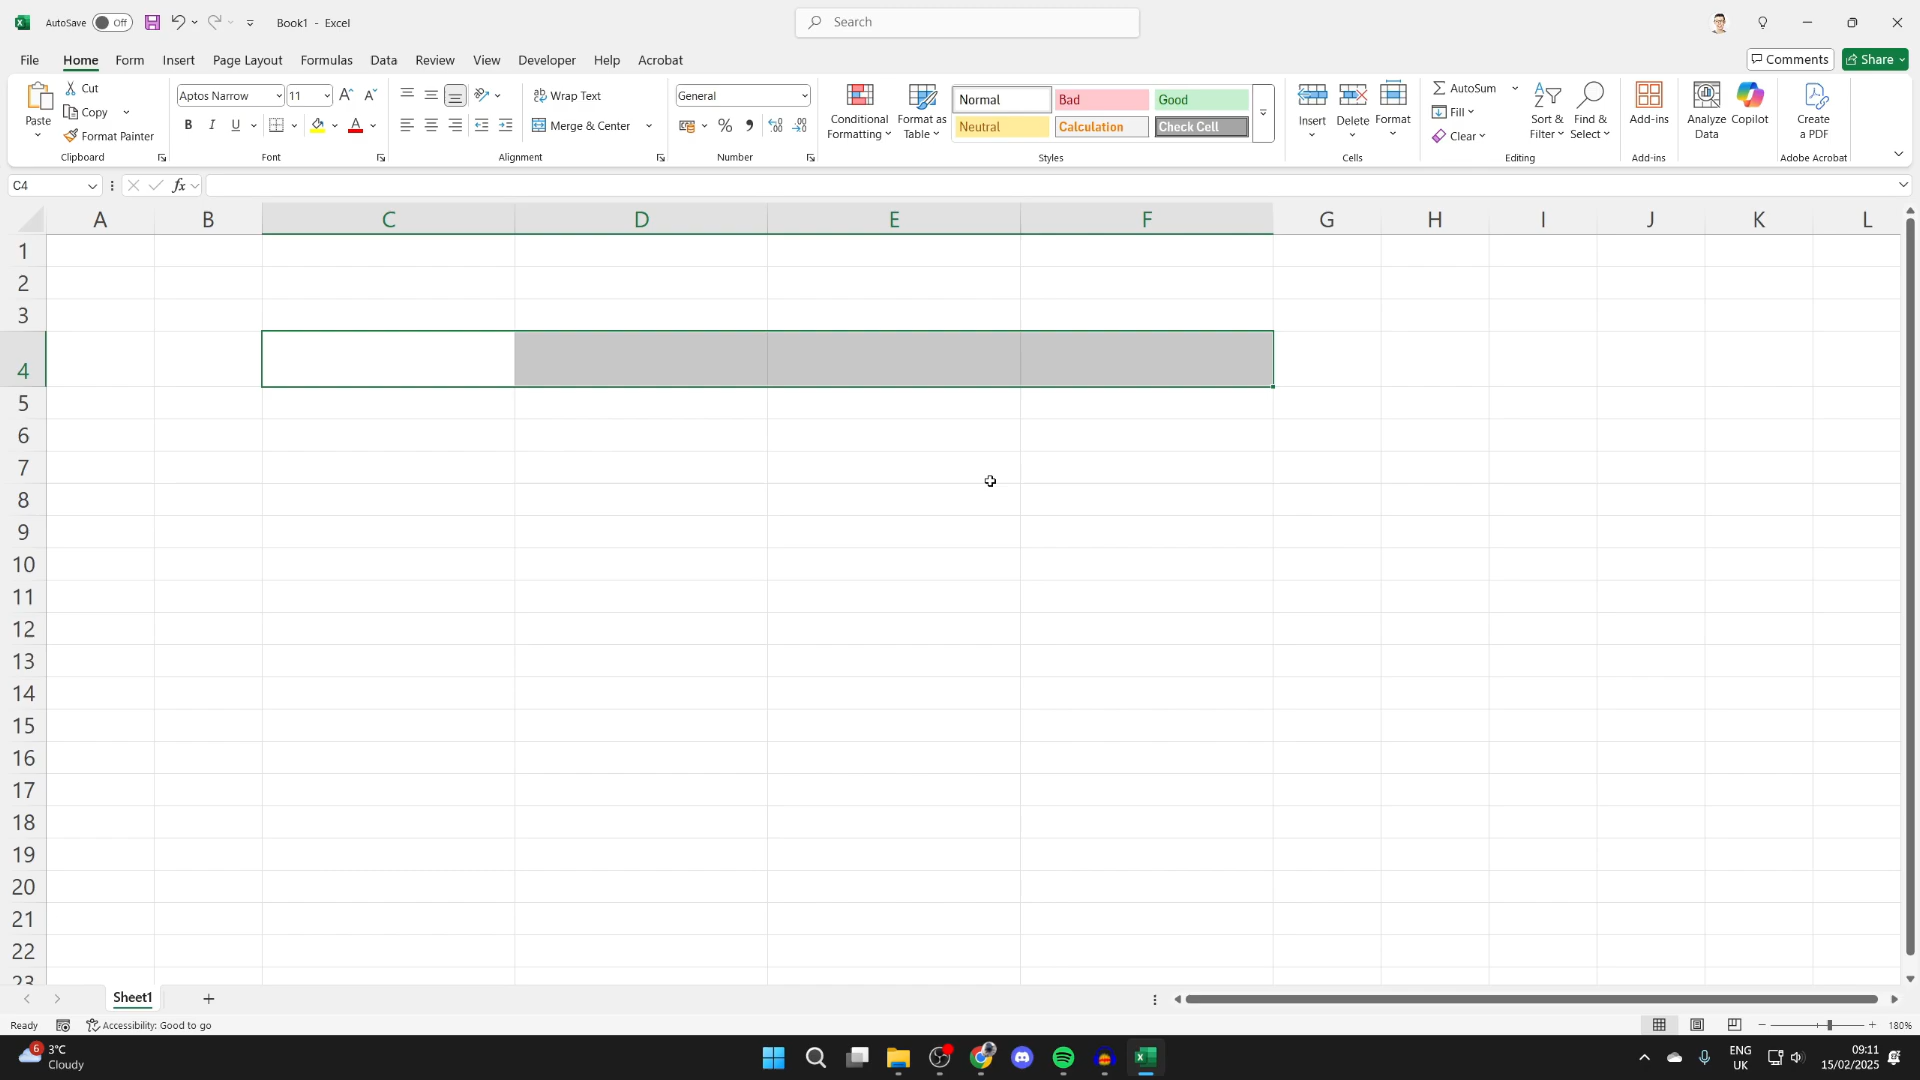 AutoSave Off Book1 - Excel Search
File Home Form Insert Page Layout Formulas Data Review View Developer Help Acrobat Comments Share
Paste Cut Copy Format Painter Clipboard
Aptos Narrow 11 B I U A Font
Wrap Text Merge & Center Alignment
General % Number
Conditional Formatting Format as Table Normal Bad Good Neutral Calculation Check Cell Styles
Insert Delete Format Cells
AutoSum Fill Clear Sort & Filter Find & Select Editing
Add-ins Add-ins
Analyze Data Copilot
Create a PDF Adobe Acrobat
C4 fx
A B C D E F G H I J K L
1
2
3
4
5
6
7
8
9
10
11
12
13
14
15
16
17
18
19
20
21
22
23
Sheet1
Ready Accessibility: Good to go 180%
6 3°C Cloudy ENG UK 09:11 15/02/2025